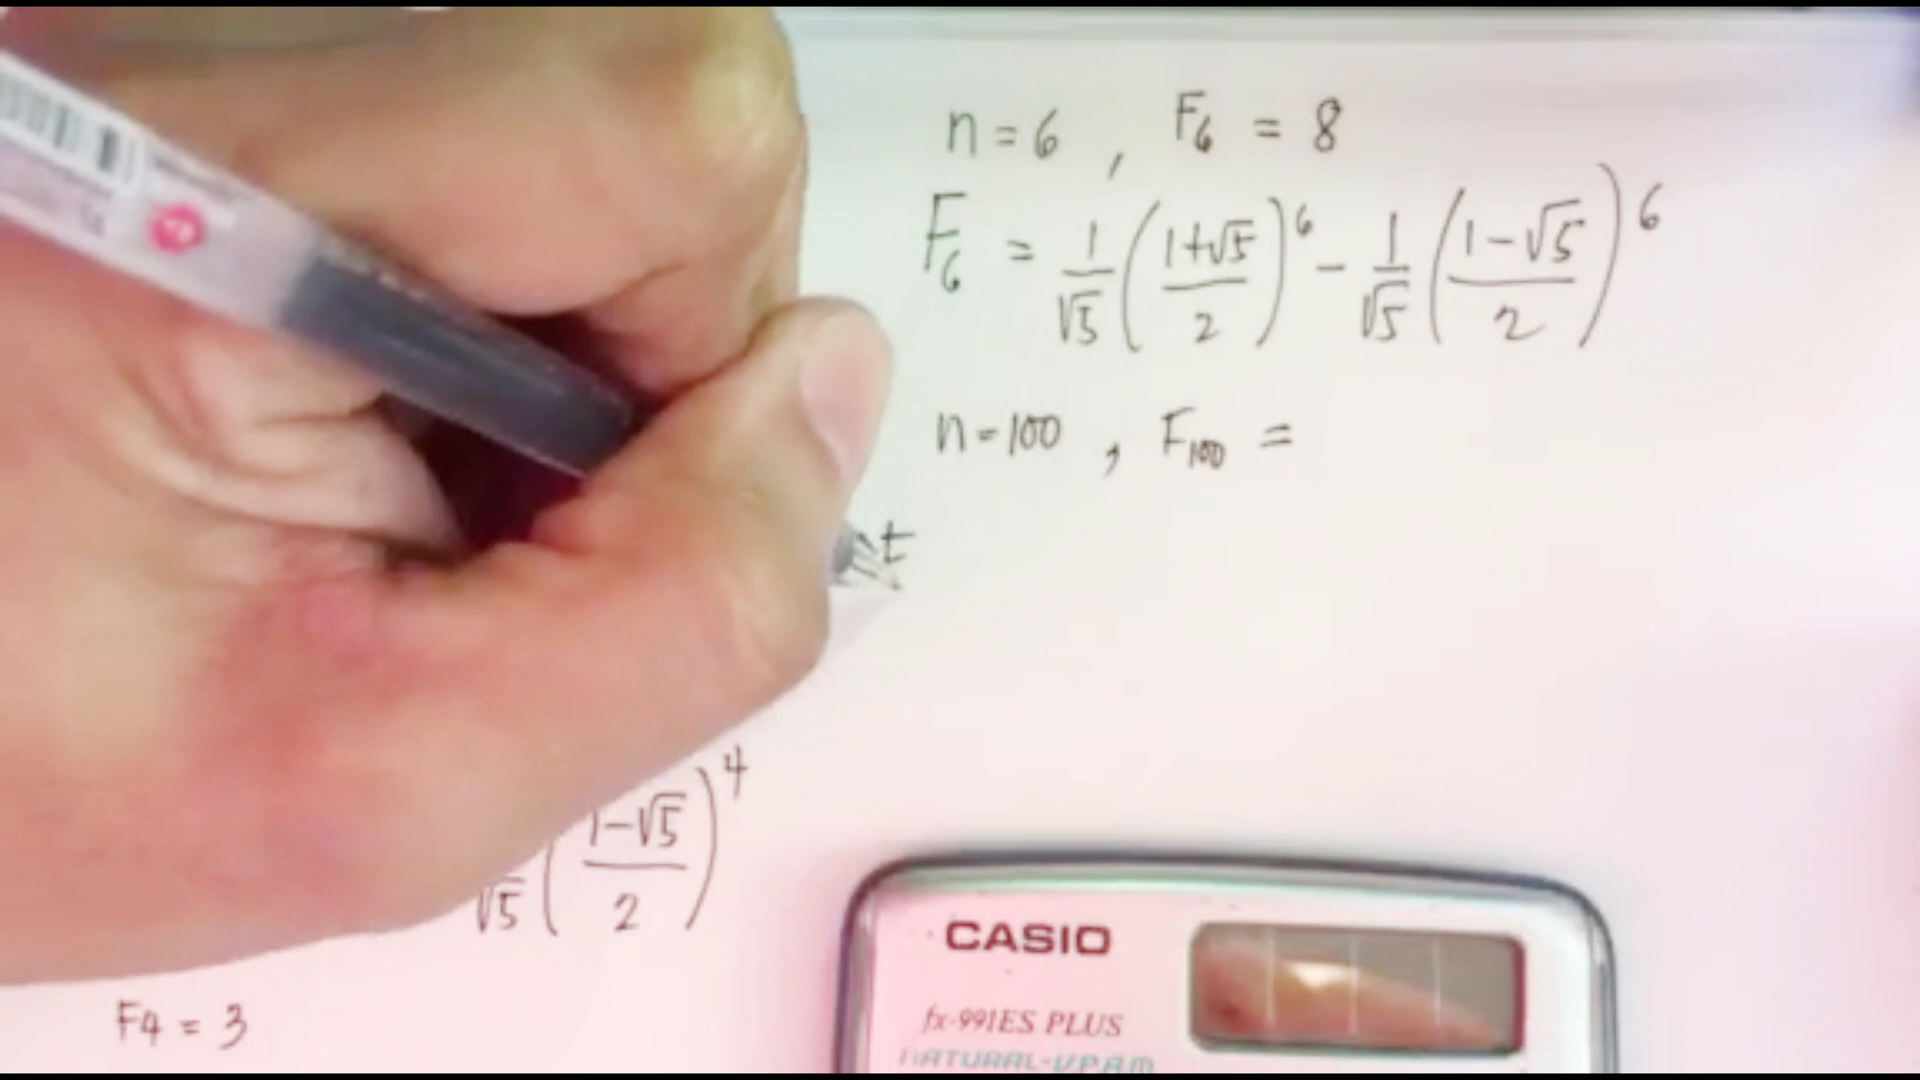 n = 6 , F₆ = 8
F₆ = 1/√5 ((1+√5)/2)⁶ - 1/√5 ((1-√5)/2)⁶
n = 100 , F₁₀₀ =
t
√5 ((1-√5)/2)⁴
F4 = 3
CASIO
fx-991ES PLUS
NATURAL-V.P.A.M.